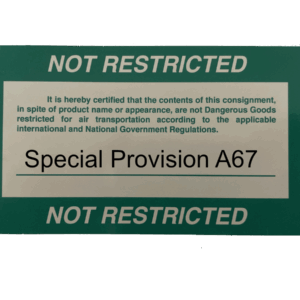 NOT RESTRICTED
It is hereby certified that the contents of this consignment,
in spite of product name or appearance, are not Dangerous Goods
restricted for air transportation according to the applicable
international and National Government Regulations.
Special Provision A67
NOT RESTRICTED